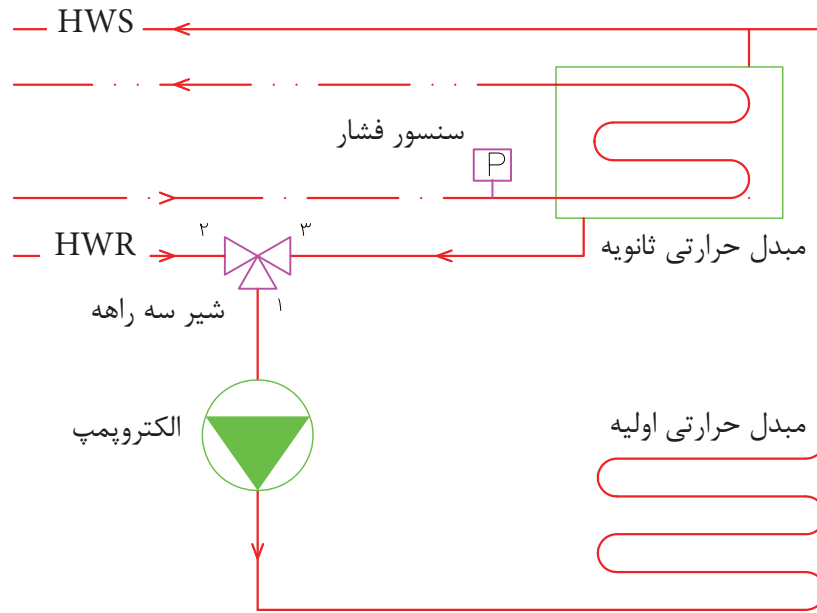 HWS
سنسور فشار
P
مبدل حرارتی ثانویه
۲
۳
HWR
شیر سه راهه
۱
الکتروپمپ
مبدل حرارتی اولیه